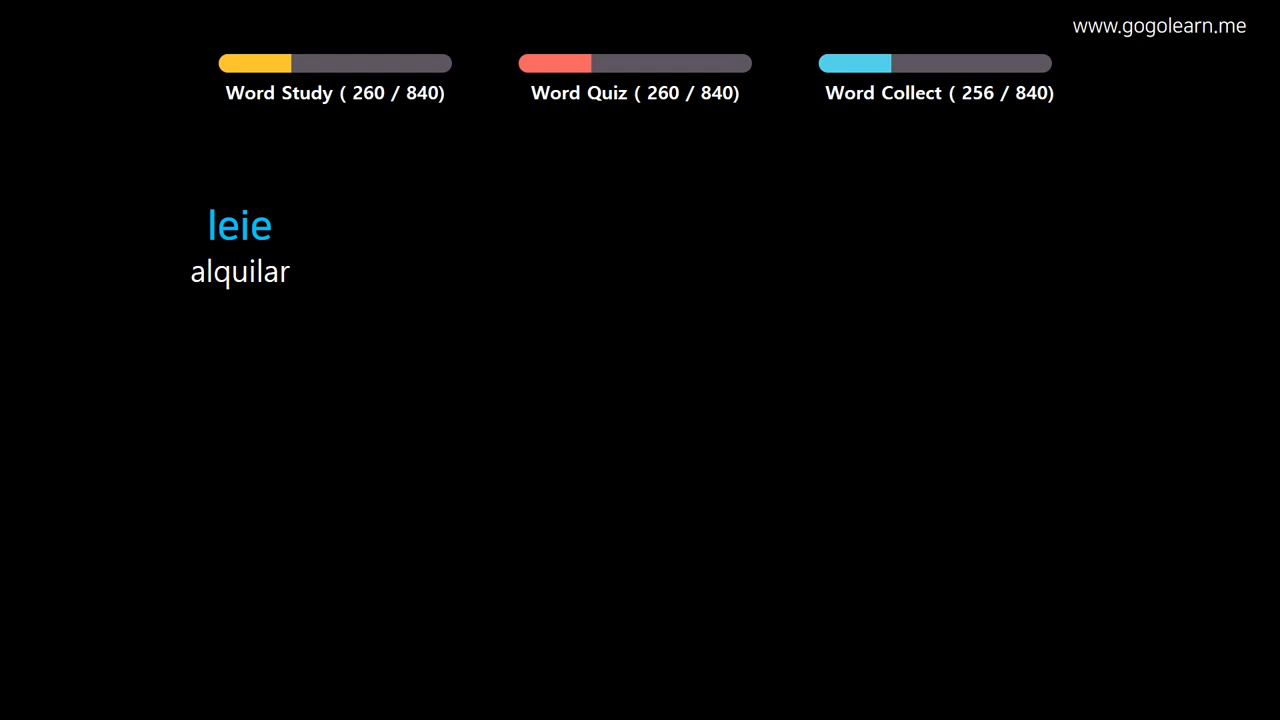 www.gogolearn.me
Word Study ( 260 / 840)
Word Quiz ( 260 / 840)
Word Collect ( 256 / 840)
leie
alquilar